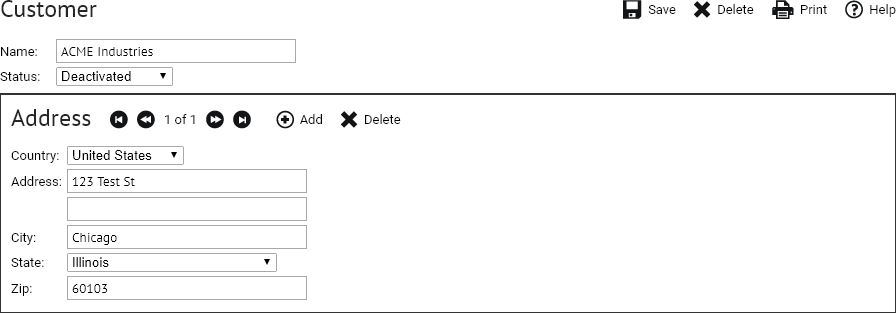 Customer Save Delete Print Help
Name: ACME Industries
Status: Deactivated
Address 1 of 1 Add Delete
Country: United States
Address: 123 Test St
City: Chicago
State: Illinois
Zip: 60103